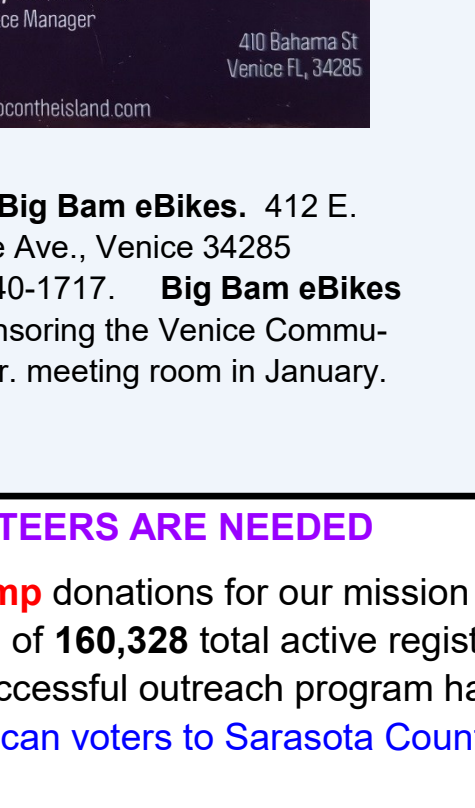 ce Manager
410 Bahama St
Venice FL, 34285
ocontheisland.com
Big Bam eBikes. 412 E.
e Ave., Venice 34285
40-1717. Big Bam eBikes
nsoring the Venice Commu-
r. meeting room in January.
TEERS ARE NEEDED
mp donations for our mission
of 160,328 total active regist
ccessful outreach program ha
can voters to Sarasota Coun